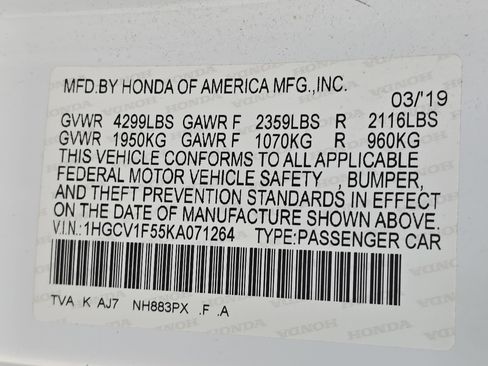 MFD.BY HONDA OF AMERICA MFG.,INC.
03/'19
GVWR 4299LBS GAWR F 2359LBS R 2116LBS
GVWR 1950KG GAWR F 1070KG R 960KG
THIS VEHICLE CONFORMS TO ALL APPLICABLE
FEDERAL MOTOR VEHICLE SAFETY , BUMPER,
AND THEFT PREVENTION STANDARDS IN EFFECT
ON THE DATE OF MANUFACTURE SHOWN ABOVE.
V.I.N.:1HGCV1F55KA071264 TYPE:PASSENGER CAR
TVA K AJ7 NH883PX .F .A